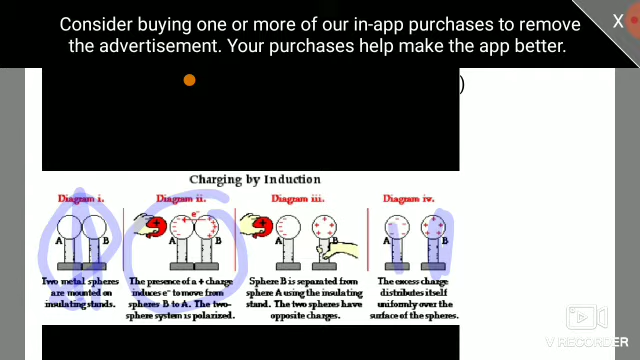 Consider buying one or more of our in-app purchases to remove
the advertisement. Your purchases help make the app better.
X
)
Charging by Induction
Diagram i.
Diagram ii.
Diagram iii.
Diagram iv.
e-
A
B
A
B
A
B
A
B
Two metal spheres
are mounted on
insulating stands.
The presence of a + charge
induces e- to move from
spheres B to A. The two-
sphere system is polarized.
Sphere B is separated from
sphere A using the insulating
stand. The two spheres have
opposite charges.
The excess charge
distributes itself
uniformly over the
surface of the spheres.
V RECORDER